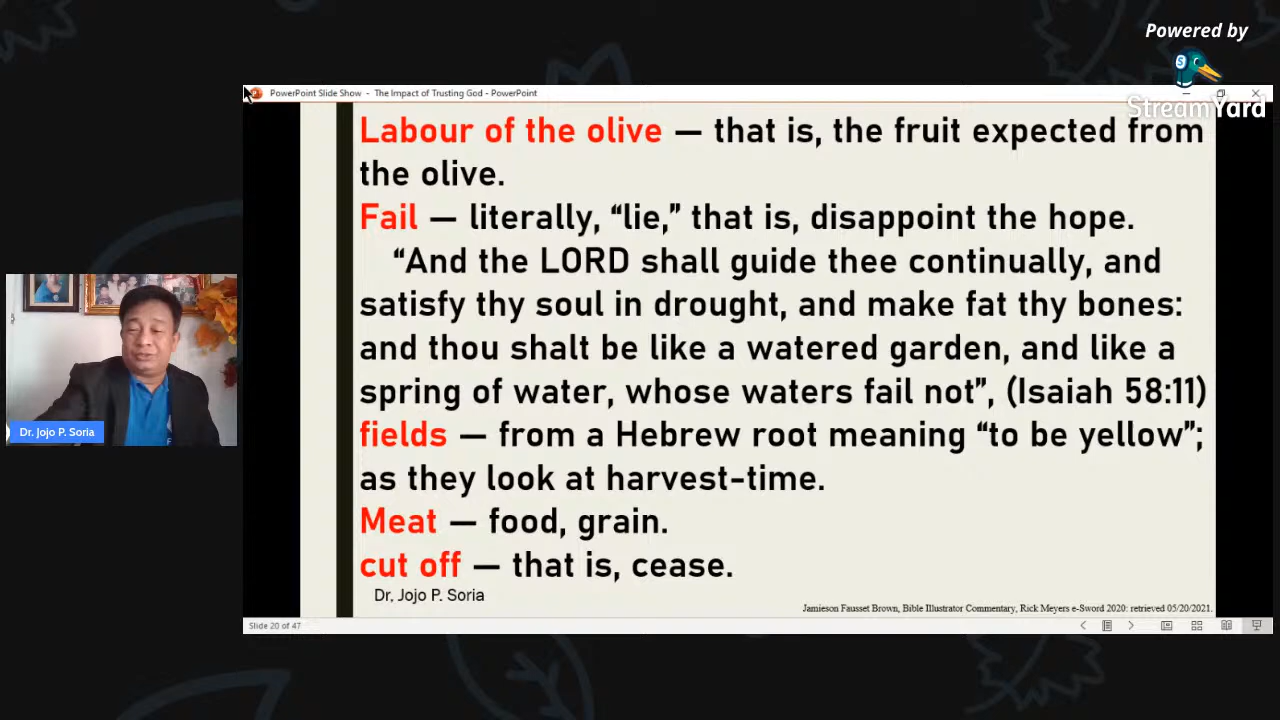 Powered by
StreamYard
PowerPoint Slide Show - The Impact of Trusting God - PowerPoint
Labour of the olive — that is, the fruit expected from
the olive.
Fail — literally, “lie,” that is, disappoint the hope.
“And the LORD shall guide thee continually, and
satisfy thy soul in drought, and make fat thy bones:
and thou shalt be like a watered garden, and like a
spring of water, whose waters fail not”, (Isaiah 58:11)
fields — from a Hebrew root meaning “to be yellow”;
as they look at harvest-time.
Meat — food, grain.
cut off — that is, cease.
Dr, Jojo P. Soria
Jamieson Fausset Brown, Bible Illustrator Commentary, Rick Meyers e-Sword 2020: retrieved 05/20/2021.
Slide 20 of 47
Dr. Jojo P. Soria